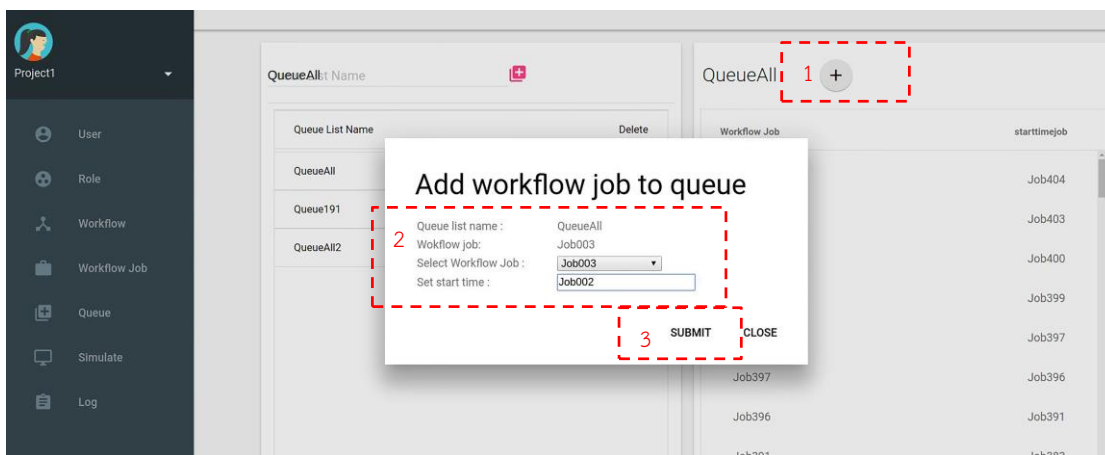 Project1
User
Role
Workflow
Workflow Job
Queue
Simulate
Log
QueueAll
Name
Queue List Name Delete
QueueAll
Queue191
QueueAll2
QueueAll 1 +
Workflow Job starttimejob
Job404
Job403
Job400
Job399
Job397
Job397 Job396
Job396 Job391
Add workflow job to queue
2
Queue list name : QueueAll
Wokflow job: Job003
Select Workflow Job : Job003
Set start time : Job002
3 SUBMIT CLOSE